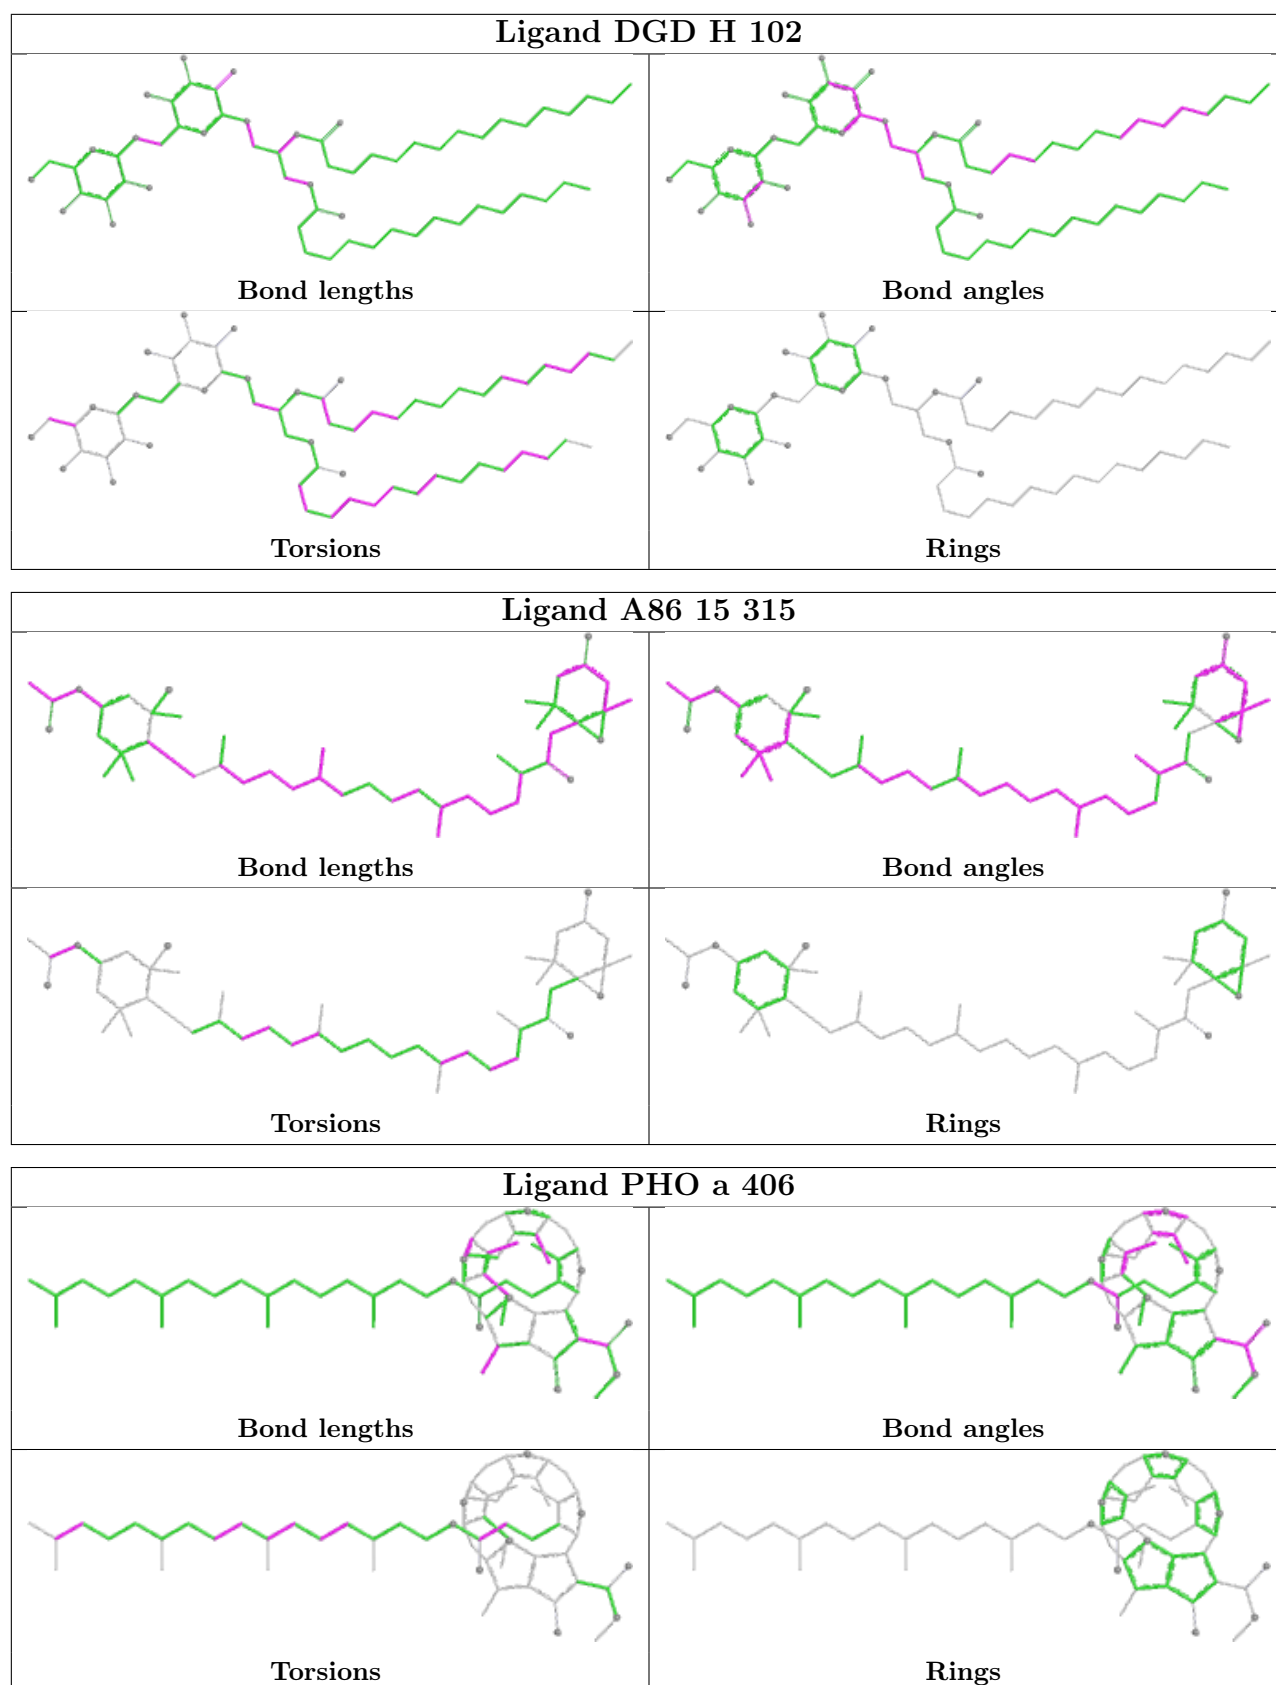 Ligand DGD H 102
Bond lengths
Bond angles
Torsions
Rings
Ligand A86 15 315
Bond lengths
Bond angles
Torsions
Rings
Ligand PHO a 406
Bond lengths
Bond angles
Torsions
Rings